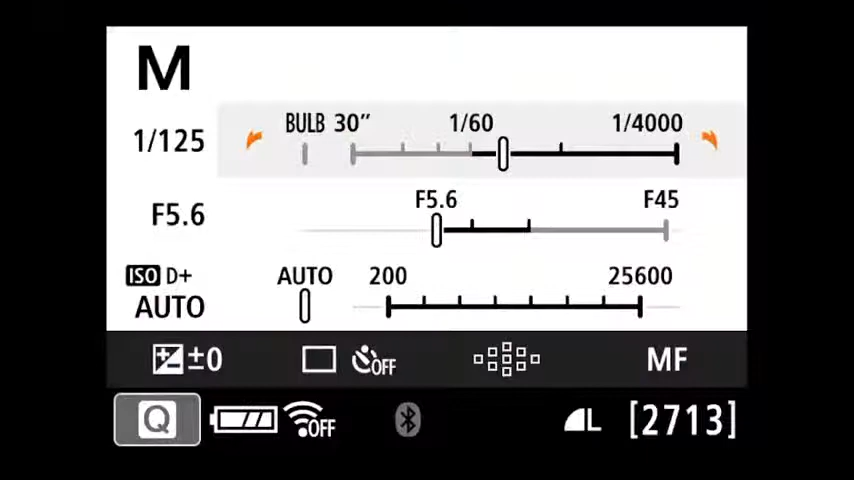 M
1/125 BULB 30" 1/60 1/4000
F5.6 F5.6 F45
ISO D+ AUTO 200 25600
AUTO
±0 OFF MF
Q OFF L [2713]